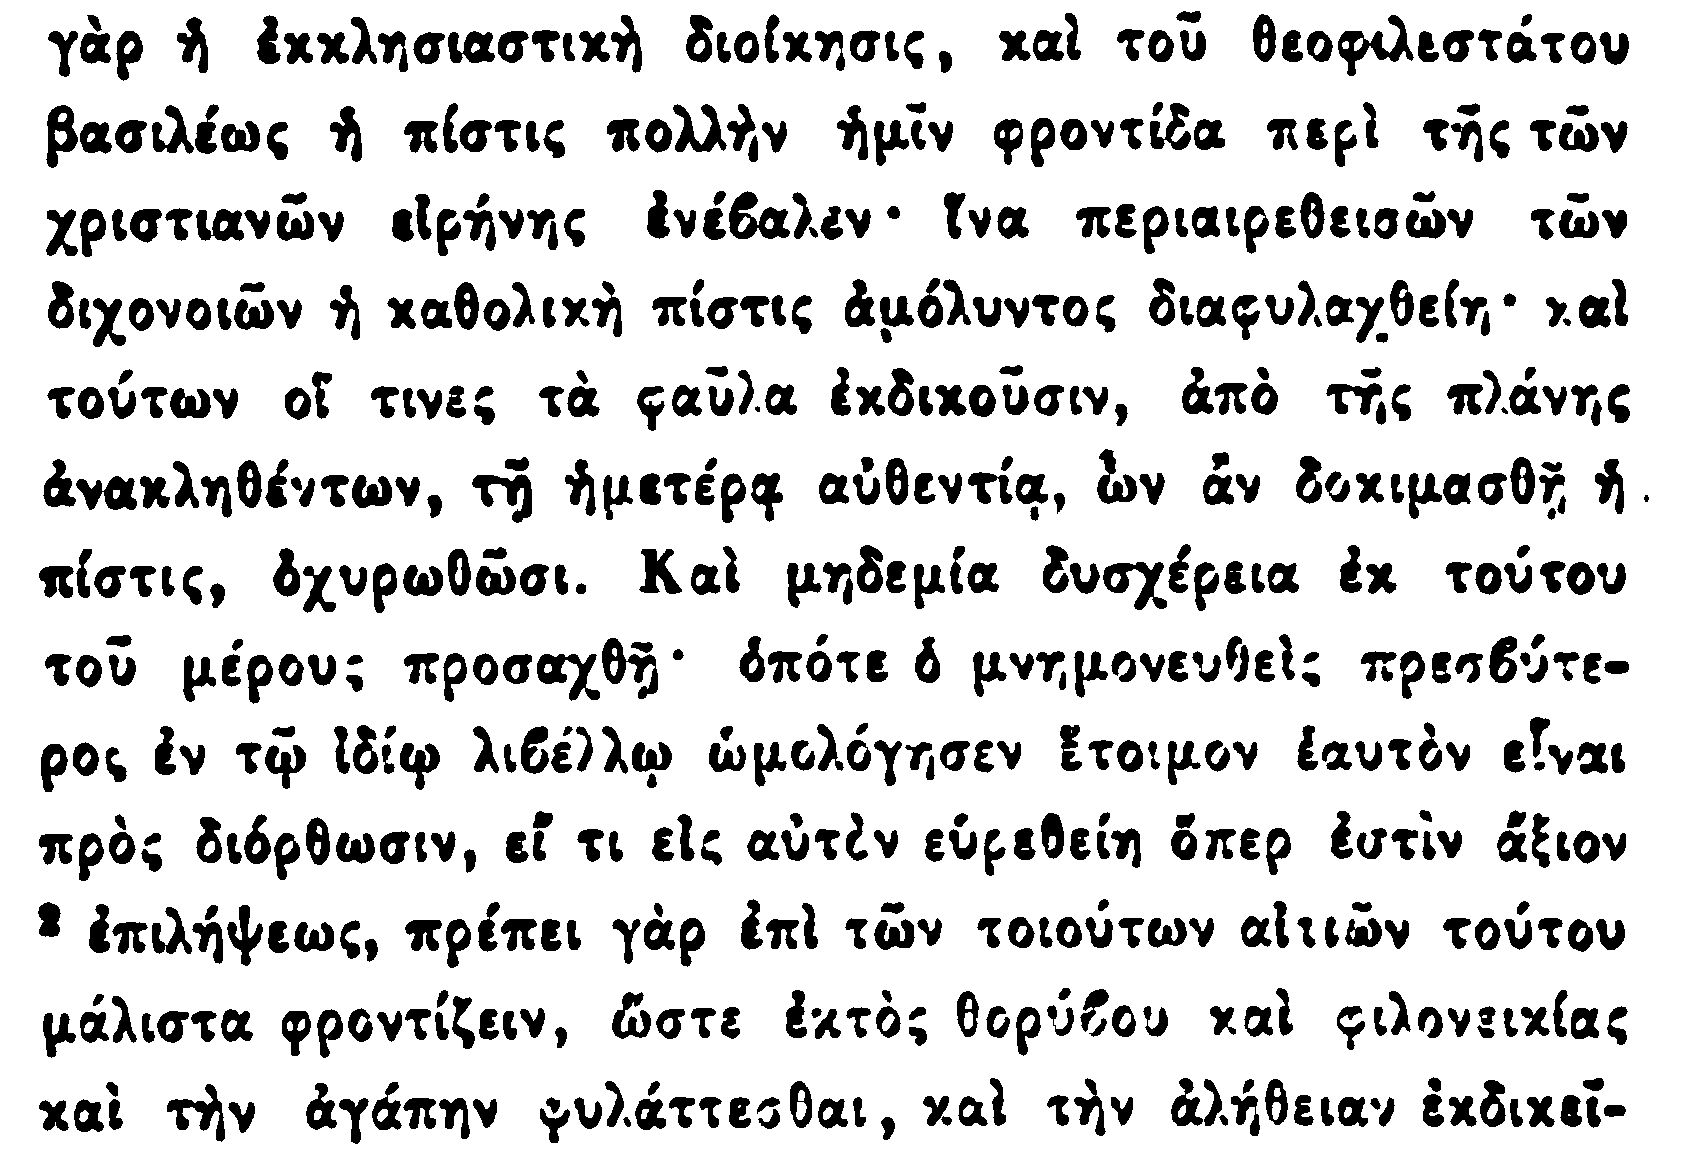 γὰρ ἡ ἐκκλησιαστικὴ διοίκησις, καὶ τοῦ θεοφιλεστάτου
βασιλέως ἡ πίστις πολλὴν ἡμῖν φροντίδα περὶ τῆς τῶν
χριστιανῶν εἰρήνης ἐνέβαλεν· ἵνα περιαιρεθεισῶν τῶν
διχονοιῶν ἡ καθολικὴ πίστις ἀμόλυντος διαφυλαχθείη· καὶ
τούτων οἵ τινες τὰ φαῦλα ἐκδικοῦσιν, ἀπὸ τῆς πλάνης
ἀνακληθέντων, τῇ ἡμετέρᾳ αὐθεντίᾳ, ὧν ἂν δοκιμασθῇ ἡ
πίστις, ὀχυρωθῶσι. Καὶ μηδεμία δυσχέρεια ἐκ τούτου
τοῦ μέρους προσαχθῇ· ὁπότε ὁ μνημονευθεὶς πρεσβύτε-
ρος ἐν τῷ ἰδίῳ λιβέλλῳ ὡμολόγησεν ἕτοιμον ἑαυτὸν εἶναι
πρὸς διόρθωσιν, εἴ τι εἰς αὐτὸν εὑρεθείη ὅπερ ἐστὶν ἄξιον
² ἐπιλήψεως, πρέπει γὰρ ἐπὶ τῶν τοιούτων αἰτιῶν τούτου
μάλιστα φροντίζειν, ὥστε ἐκτὸς θορύβου καὶ φιλονεικίας
καὶ τὴν ἀγάπην φυλάττεσθαι, καὶ τὴν ἀλήθειαν ἐκδικεῖ-